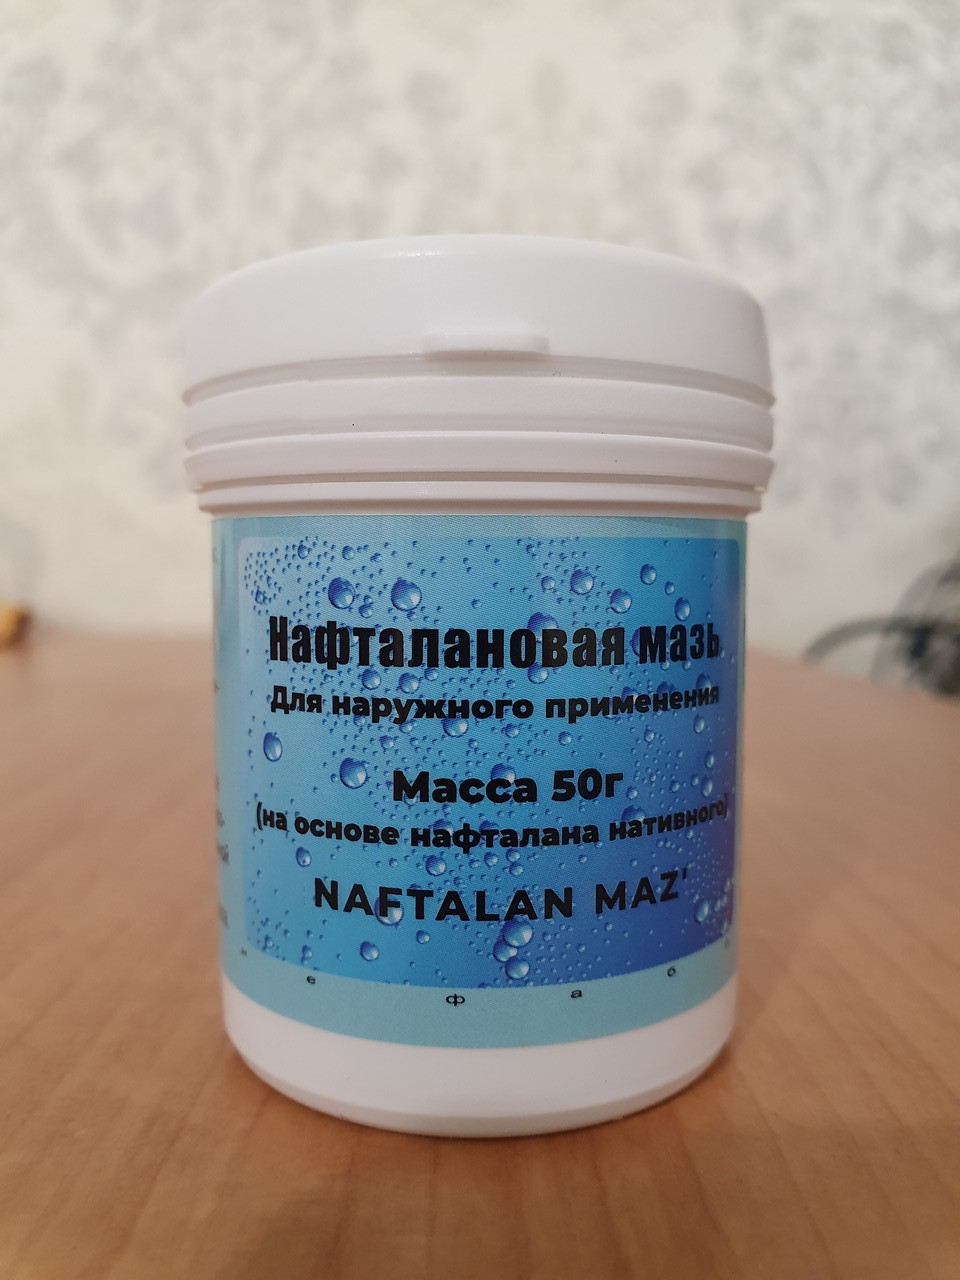 Нафталановая мазь
Для наружного применения
Масса 50г
(на основе нафталана нативного)
NAFTALAN MAZ'
е ф а б